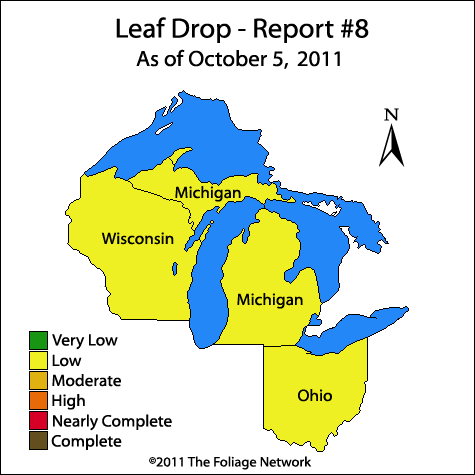 Leaf Drop - Report #8
As of October 5, 2011
N
Michigan
Wisconsin
Michigan
Ohio
Very Low
Low
Moderate
High
Nearly Complete
Complete
©2011 The Foliage Network